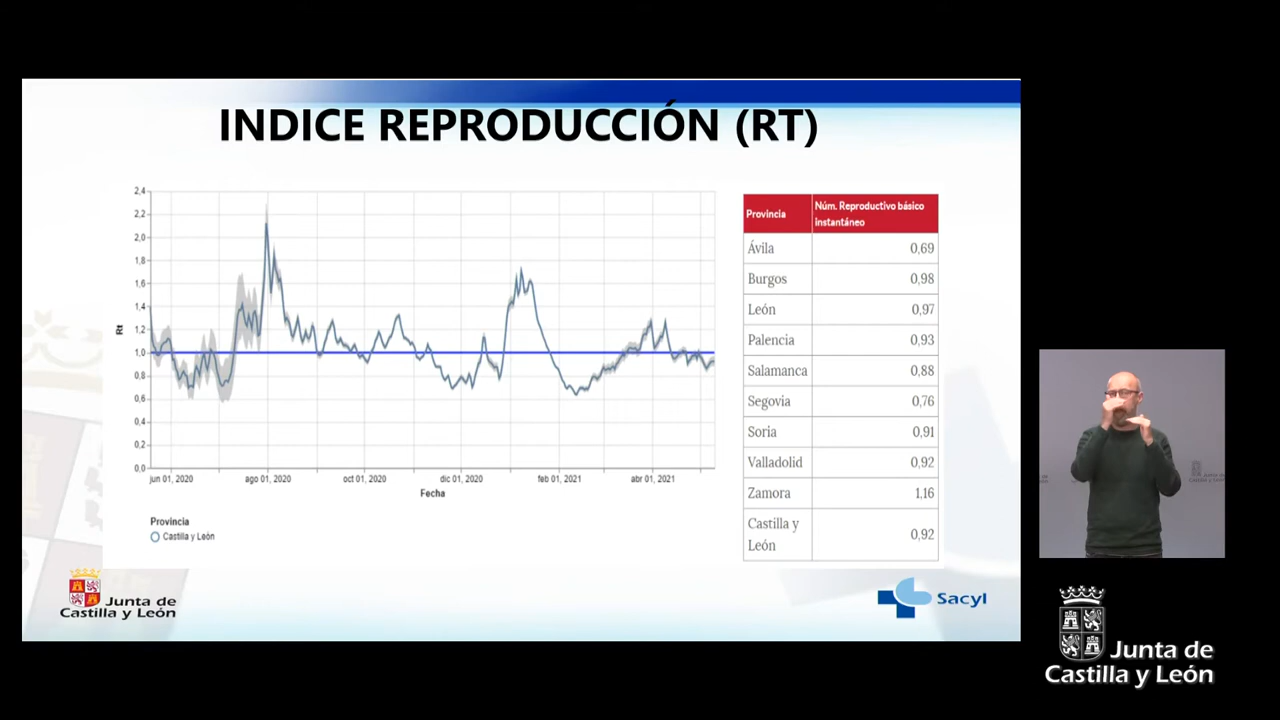 INDICE REPRODUCCIÓN (RT)
2,4
2,2
2,0
1,8
1,6
1,4
1,2
1,0
0,8
0,6
0,4
0,2
0,0
Rt
jun 01, 2020
ago 01, 2020
oct 01, 2020
dic 01, 2020
feb 01, 2021
abr 01, 2021
Fecha
Provincia
Castilla y León
Provincia Núm. Reproductivo básico
instantáneo
Ávila 0,69
Burgos 0,98
León 0,97
Palencia 0,93
Salamanca 0,88
Segovia 0,76
Soria 0,91
Valladolid 0,92
Zamora 1,16
Castilla y
León 0,92
Junta de
Castilla y León
Sacyl
Junta de
Castilla y León